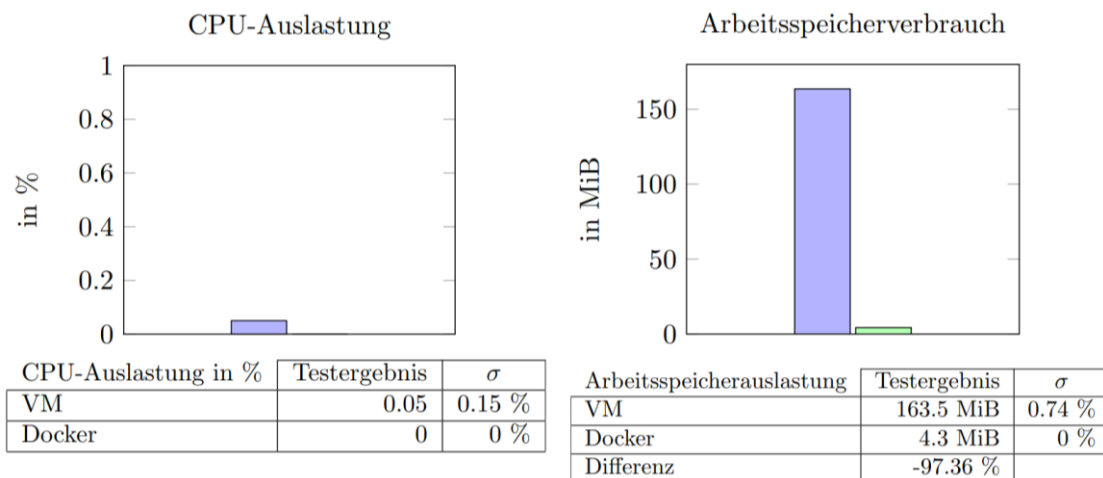 CPU-Auslastung
in %
1
0.8
0.6
0.4
0.2
0
CPU-Auslastung in % Testergebnis σ
VM 0.05 0.15 %
Docker 0 0 %
Arbeitsspeicherverbrauch
in MiB
150
100
50
0
Arbeitsspeicherauslastung Testergebnis σ
VM 163.5 MiB 0.74 %
Docker 4.3 MiB 0 %
Differenz -97.36 %